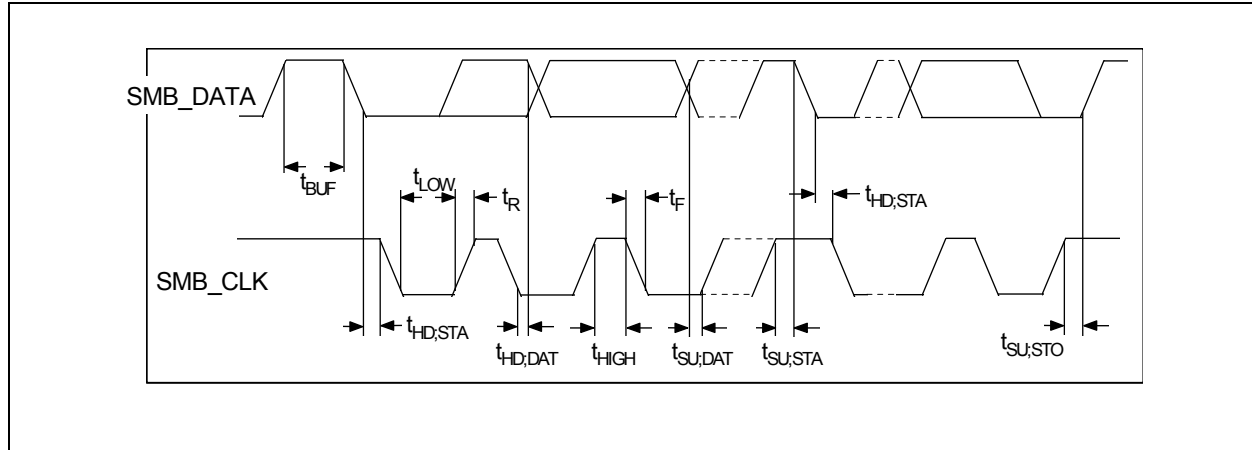 SMB_DATA
tBUF
tLOW
tR
tF
tHD;STA
SMB_CLK
tHD;STA
tHD;DAT
tHIGH
tSU;DAT
tSU;STA
tSU;STO